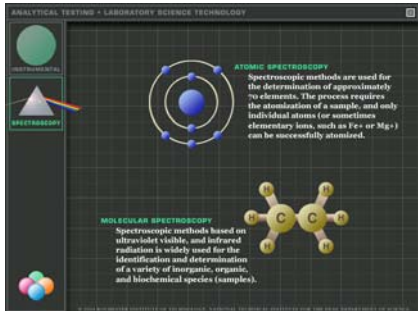 ANALYTICAL TESTING • LABORATORY SCIENCE TECHNOLOGY
INSTRUMENTAL
SPECTROSCOPY
ATOMIC SPECTROSCOPY
Spectroscopic methods are used for
the determination of approximately
70 elements. The process requires
the atomization of a sample, and only
individual atoms (or sometimes
elementary ions, such as Fe+ or Mg+)
can be successfully atomized.
H H
H C C H
H H
MOLECULAR SPECTROSCOPY
Spectroscopic methods based on
ultraviolet visible, and infrared
radiation is widely used for the
identification and determination
of a variety of inorganic, organic,
and biochemical species (samples).